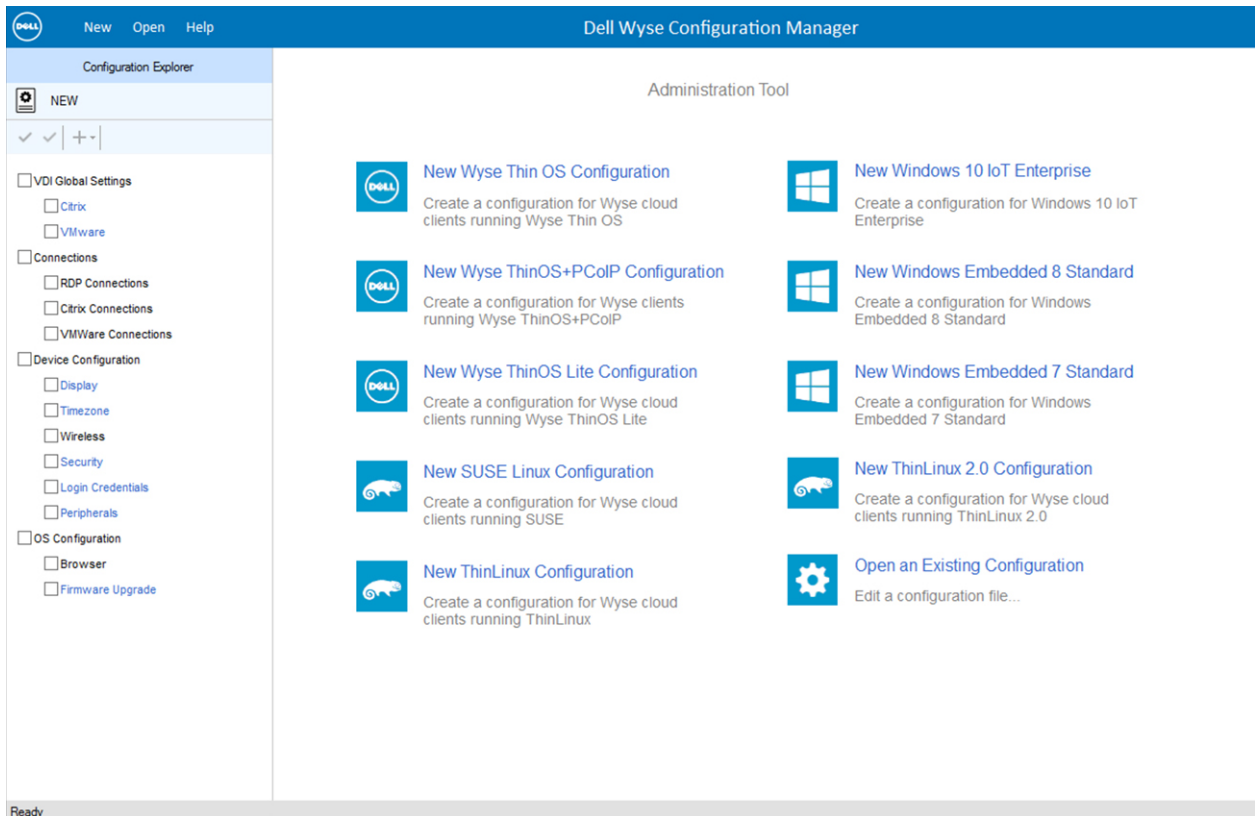 DELL New Open Help Dell Wyse Configuration Manager
Configuration Explorer
NEW
VDI Global Settings
Citrix
VMware
Connections
RDP Connections
Citrix Connections
VMWare Connections
Device Configuration
Display
Timezone
Wireless
Security
Login Credentials
Peripherals
OS Configuration
Browser
Firmware Upgrade
Administration Tool
DELL
New Wyse Thin OS Configuration
Create a configuration for Wyse cloud
clients running Wyse Thin OS
DELL
New Wyse ThinOS+PCoIP Configuration
Create a configuration for Wyse clients
running Wyse ThinOS+PCoIP
DELL
New Wyse ThinOS Lite Configuration
Create a configuration for Wyse cloud
clients running Wyse ThinOS Lite
New SUSE Linux Configuration
Create a configuration for Wyse cloud
clients running SUSE
New ThinLinux Configuration
Create a configuration for Wyse cloud
clients running ThinLinux
New Windows 10 IoT Enterprise
Create a configuration for Windows 10 IoT
Enterprise
New Windows Embedded 8 Standard
Create a configuration for Windows
Embedded 8 Standard
New Windows Embedded 7 Standard
Create a configuration for Windows
Embedded 7 Standard
New ThinLinux 2.0 Configuration
Create a configuration for Wyse cloud
clients running ThinLinux 2.0
Open an Existing Configuration
Edit a configuration file...
Ready